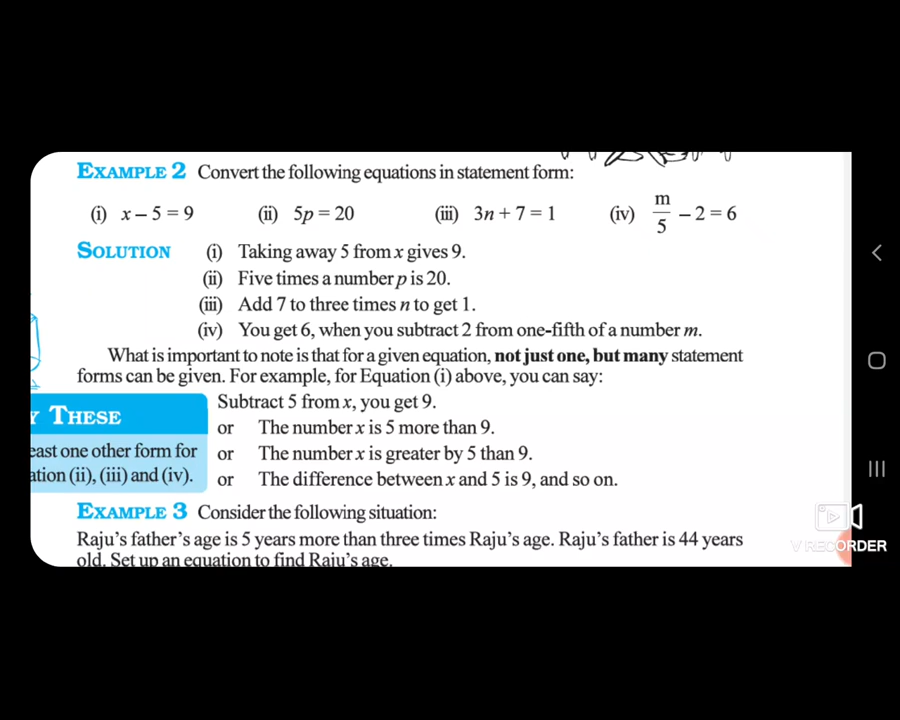 EXAMPLE 2 Convert the following equations in statement form:
(i) x – 5 = 9 (ii) 5p = 20 (iii) 3n + 7 = 1 (iv) m/5 – 2 = 6
SOLUTION (i) Taking away 5 from x gives 9.
(ii) Five times a number p is 20.
(iii) Add 7 to three times n to get 1.
(iv) You get 6, when you subtract 2 from one-fifth of a number m.
What is important to note is that for a given equation, not just one, but many statement
forms can be given. For example, for Equation (i) above, you can say:
Subtract 5 from x, you get 9.
Y THESE
or The number x is 5 more than 9.
east one other form for
or The number x is greater by 5 than 9.
ation (ii), (iii) and (iv).
or The difference between x and 5 is 9, and so on.
EXAMPLE 3 Consider the following situation:
Raju's father's age is 5 years more than three times Raju's age. Raju's father is 44 years
old. Set up an equation to find Raju's age.
V RECORDER